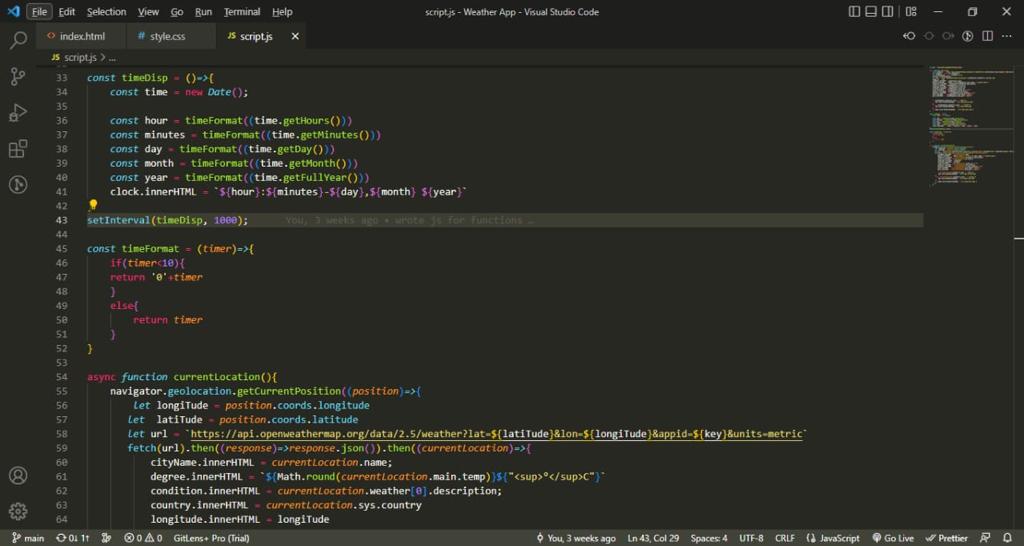 File Edit Selection View Go Run Terminal Help script.js - Weather App - Visual Studio Code
<> index.html # style.css JS script.js ×
JS script.js > ...
33 const timeDisp = ()=>{
34 const time = new Date();
35
36 const hour = timeFormat((time.getHours()))
37 const minutes = timeFormat((time.getMinutes()))
38 const day = timeFormat((time.getDay()))
39 const month = timeFormat((time.getMonth()))
40 const year = timeFormat((time.getFullYear()))
41 clock.innerHTML = `${hour}:${minutes}-${day},${month} ${year}`
42
43 setInterval(timeDisp, 1000); You, 3 weeks ago • wrote js for functions …
44
45 const timeFormat = (timer)=>{
46 if(timer<10){
47 return '0'+timer
48 }
49 else{
50 return timer
51 }
52 }
53
54 async function currentLocation(){
55 navigator.geolocation.getCurrentPosition((position)=>{
56 let longiTude = position.coords.longitude
57 let latiTude = position.coords.latitude
58 let url = `https://api.openweathermap.org/data/2.5/weather?lat=${latiTude}&lon=${longiTude}&appid=${key}&units=metric`
59 fetch(url).then((response)=>response.json()).then((currentLocation)=>{
60 cityName.innerHTML = currentLocation.name;
61 degree.innerHTML = `${Math.round(currentLocation.main.temp)}${"<sup>°</sup>C"}`
62 condition.innerHTML = currentLocation.weather[0].description;
63 country.innerHTML = currentLocation.sys.country
64 longitude.innerHTML = longiTude
main 0↓ 1↑ 0 0 GitLens+ Pro (Trial) You, 3 weeks ago Ln 43, Col 29 Spaces: 4 UTF-8 CRLF {} JavaScript Go Live Prettier